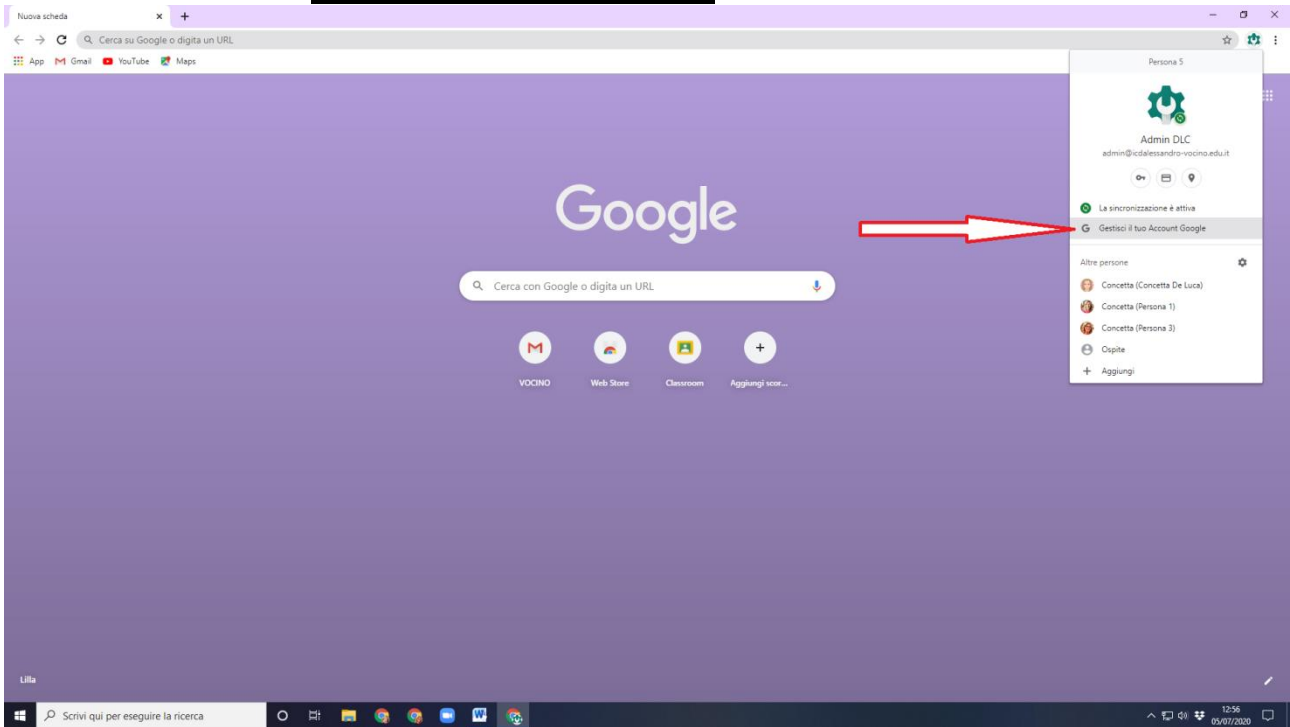 Nuova scheda
Cerca su Google o digita un URL
App Gmail YouTube Maps
Persona 5
Admin DLC
admin@icdalessandro-vocino.edu.it
La sincronizzazione è attiva
G Gestisci il tuo Account Google
Altre persone
Concetta (Concetta De Luca)
Concetta (Persona 1)
Concetta (Persona 3)
Ospite
+ Aggiungi
Google
Cerca con Google o digita un URL
VOCINO Web Store Classroom Aggiungi scor...
Lilla
Scrivi qui per eseguire la ricerca
12:56
05/07/2020